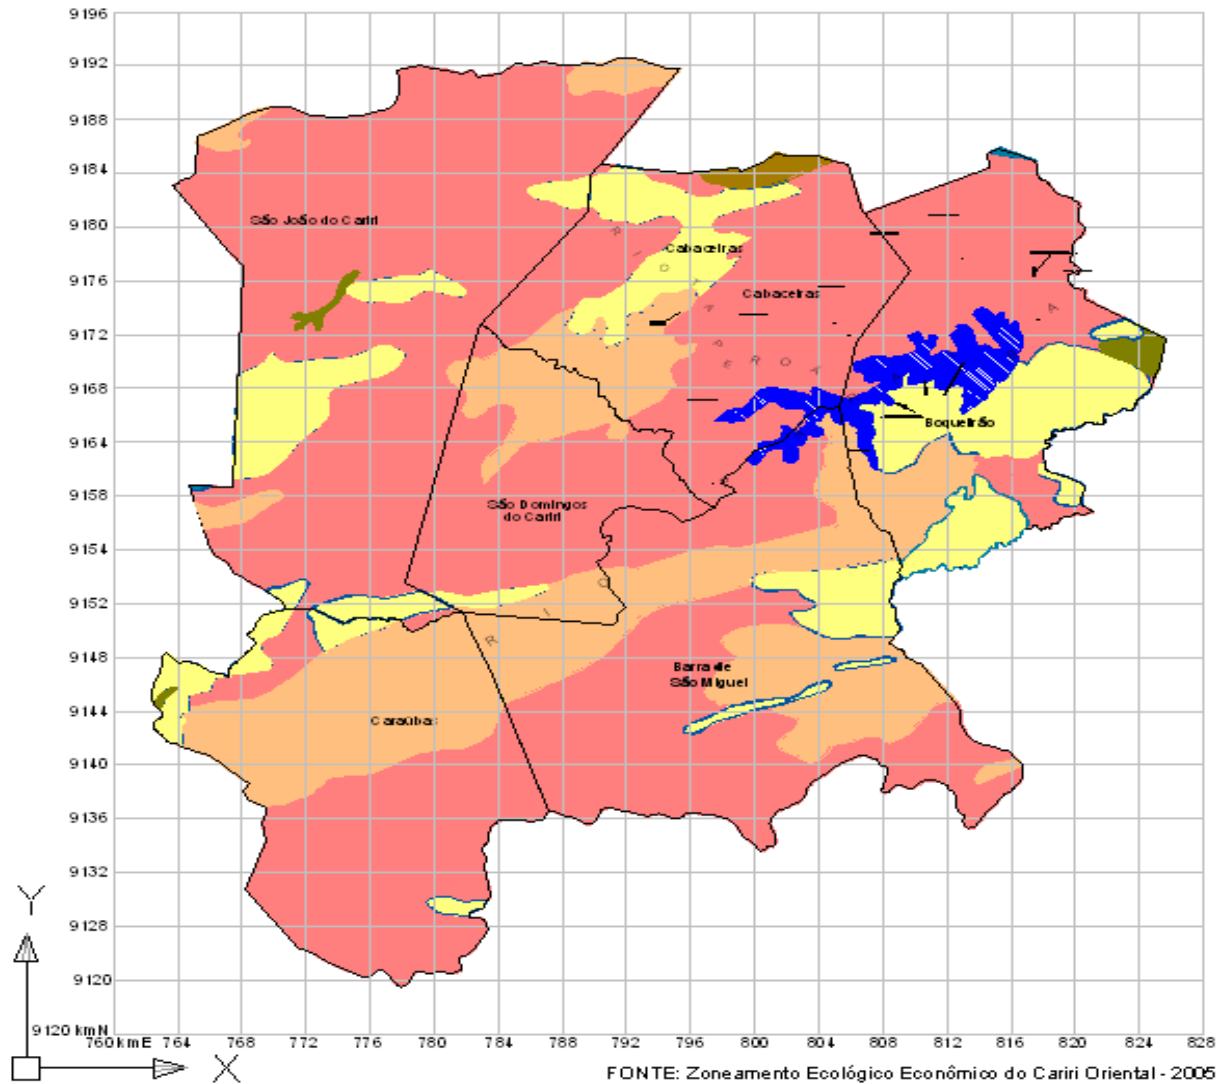 9196
9192
9188
9184
9180
9176
9172
9168
9164
9158
9154
9152
9148
9144
9140
9136
9132
9128
9120
9120 kmN
São João do Cariri
Cabaceiras
Cabaceiras
RIO TAPEROA
A
Boqueirão
São Domingos
do Cariri
RIO
Barra de
São Miguel
Caraúbas
760 kmE 764 768 772 776 780 784 788 792 796 800 804 808 812 816 820 824 828
Y
X
FONTE: Zoneamento Ecológico Econômico do Cariri Oriental - 2005